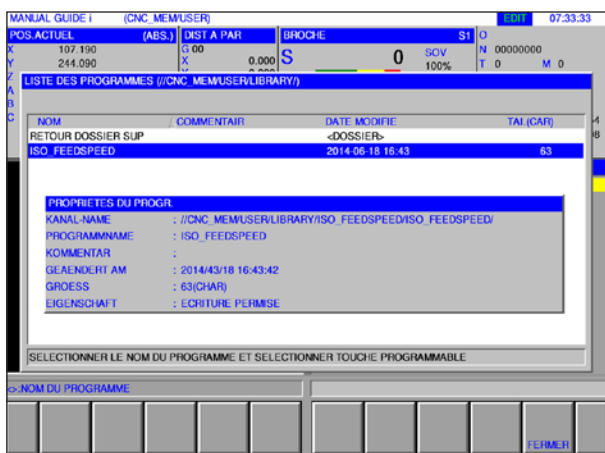 MANUAL GUIDE i (CNC_MEM/USER) EDIT 07:33:33
POS.ACTUEL (ABS.) DIST A PAR BROCHE S1 O
X 107.190 G 00 S 0 SOV N 00000000
Y 244.090 X 0.000 100% T 0 M 0
Z
LISTE DES PROGRAMMES (//CNC_MEM/USER/LIBRARY/)
A
B
C
NOM / COMMENTAIR DATE MODIFIE TAI.(CAR)
RETOUR DOSSIER SUP <DOSSIER>
ISO_FEEDSPEED 2014-06-18 16:43 63
PROPRIETES DU PROGR.
KANAL-NAME : //CNC_MEM/USER/LIBRARY/ISO_FEEDSPEED/ISO_FEEDSPEED/
PROGRAMMNAME : ISO_FEEDSPEED
KOMMENTAR :
GEAENDERT AM : 2014/43/18 16:43:42
GROESS : 63(CHAR)
EIGENSCHAFT : ECRITURE PERMISE
SELECTIONNER LE NOM DU PROGRAMME ET SELECTIONNER TOUCHE PROGRAMMABLE
<>:NOM DU PROGRAMME
FERMER